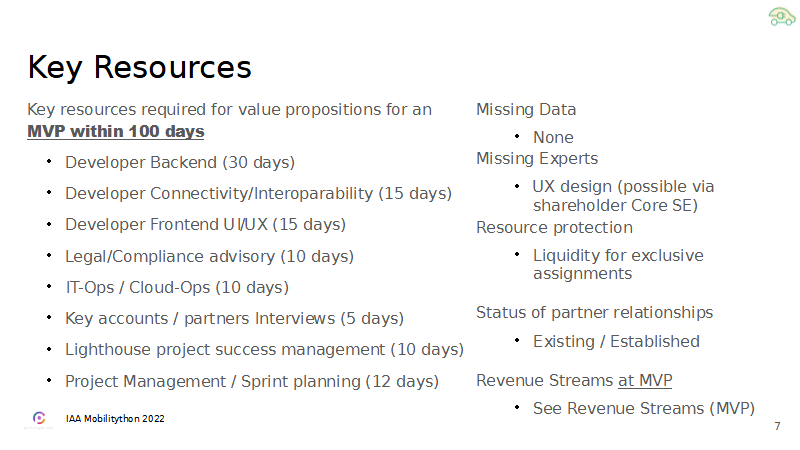 Key Resources
Key resources required for value propositions for an
MVP within 100 days
• Developer Backend (30 days)
• Developer Connectivity/Interoparability (15 days)
• Developer Frontend UI/UX (15 days)
• Legal/Compliance advisory (10 days)
• IT-Ops / Cloud-Ops (10 days)
• Key accounts / partners Interviews (5 days)
• Lighthouse project success management (10 days)
• Project Management / Sprint planning (12 days)
Missing Data
• None
Missing Experts
• UX design (possible via
shareholder Core SE)
Resource protection
• Liquidity for exclusive
assignments
Status of partner relationships
• Existing / Established
Revenue Streams at MVP
• See Revenue Streams (MVP)
IAA Mobilitython 2022
7